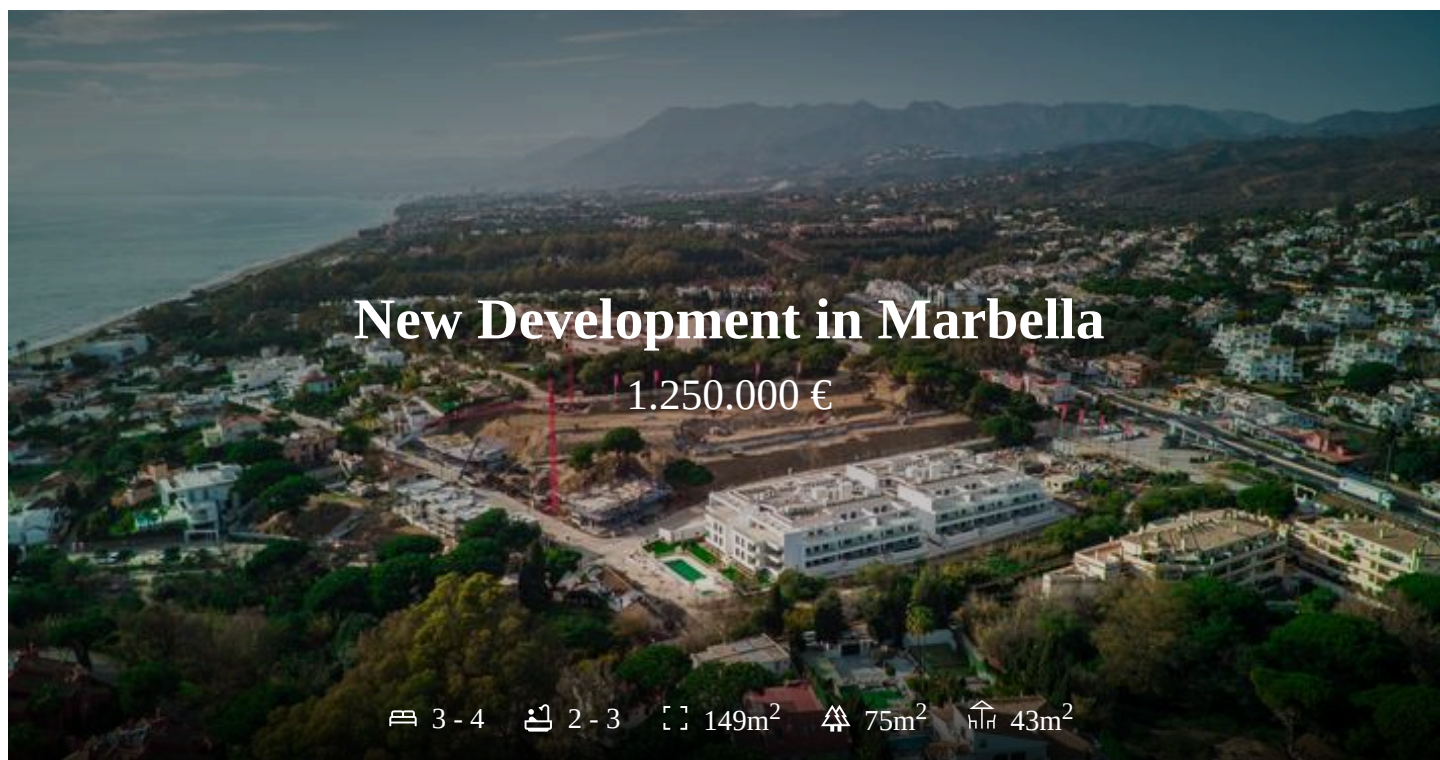 New Development in Marbella
1.250.000 €
3 - 4 2 - 3 149m² 75m² 43m²